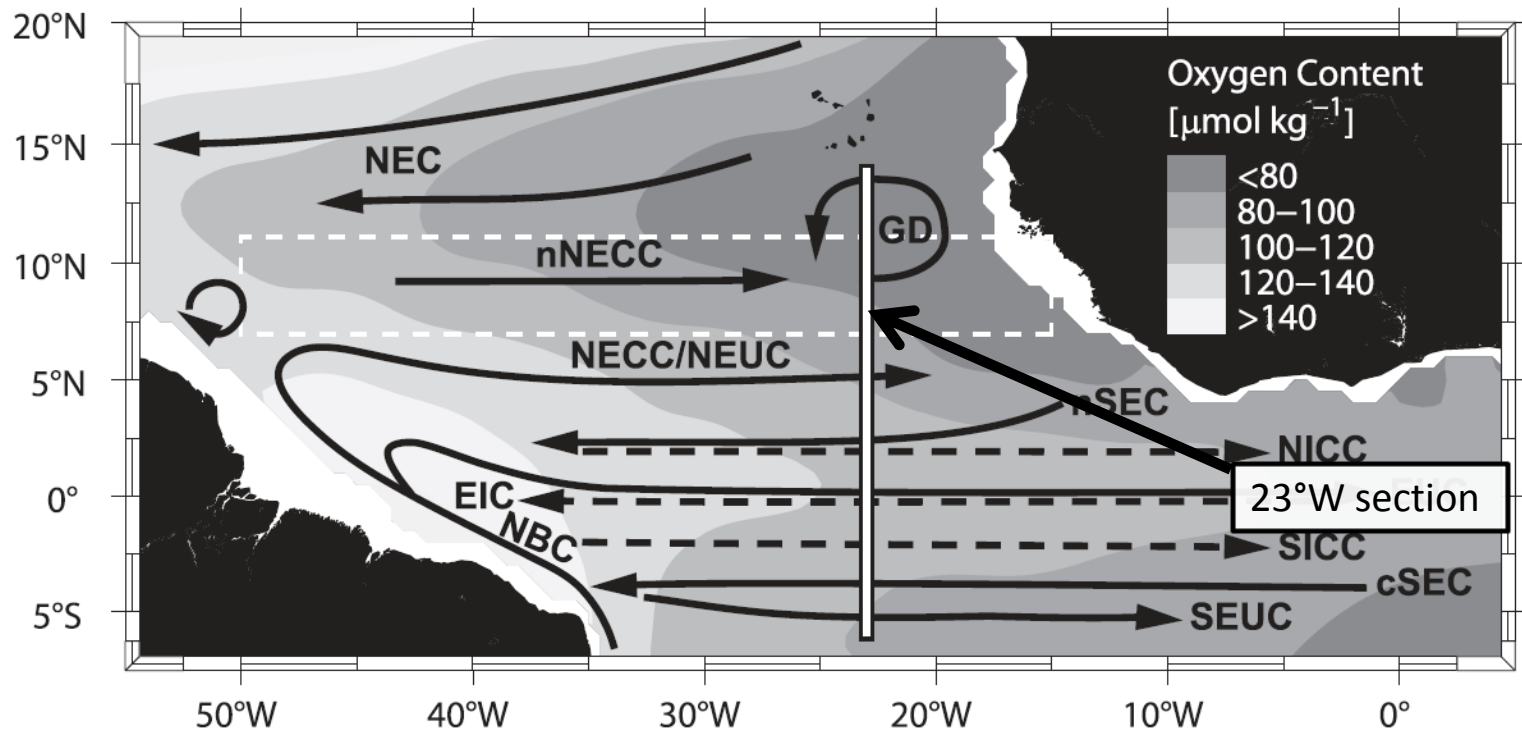 20°N
15°N
10°N
5°N
0°
5°S
50°W
40°W
30°W
20°W
10°W
0°
Oxygen Content
[μmol kg⁻¹]
<80
80–100
100–120
120–140
>140
NEC
GD
nNECC
NECC/NEUC
nSEC
NICC
EUC
EIC
23°W section
NBC
SICC
cSEC
SEUC